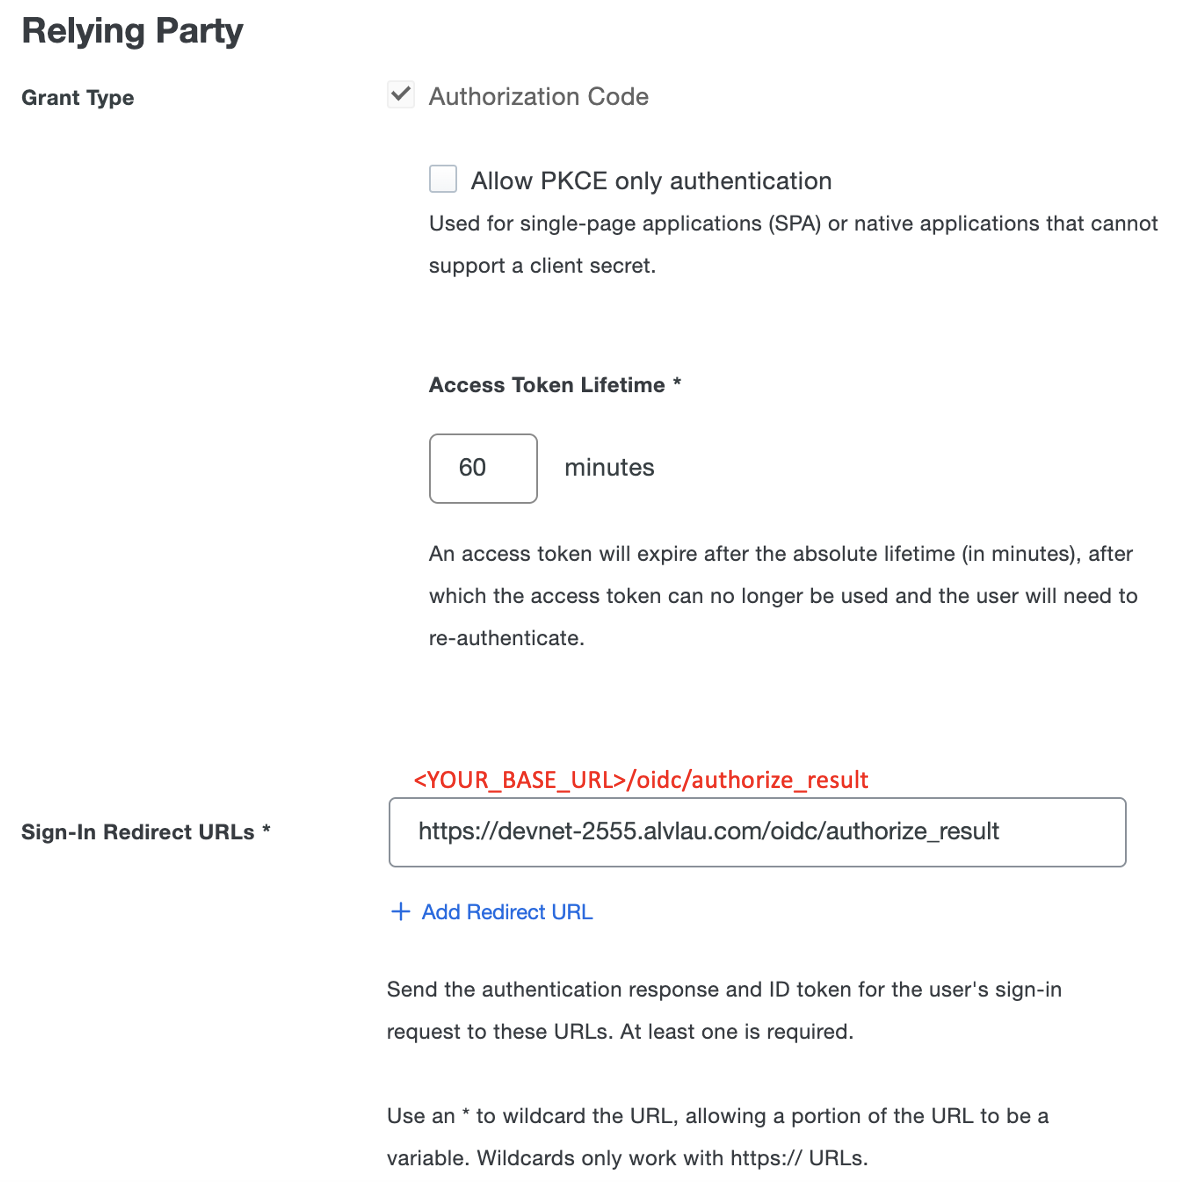 Relying Party
Grant Type
Authorization Code
Allow PKCE only authentication
Used for single-page applications (SPA) or native applications that cannot
support a client secret.
Access Token Lifetime *
60 minutes
An access token will expire after the absolute lifetime (in minutes), after
which the access token can no longer be used and the user will need to
re-authenticate.
<YOUR_BASE_URL>/oidc/authorize_result
Sign-In Redirect URLs *
https://devnet-2555.alvlau.com/oidc/authorize_result
+ Add Redirect URL
Send the authentication response and ID token for the user's sign-in
request to these URLs. At least one is required.
Use an * to wildcard the URL, allowing a portion of the URL to be a
variable. Wildcards only work with https:// URLs.